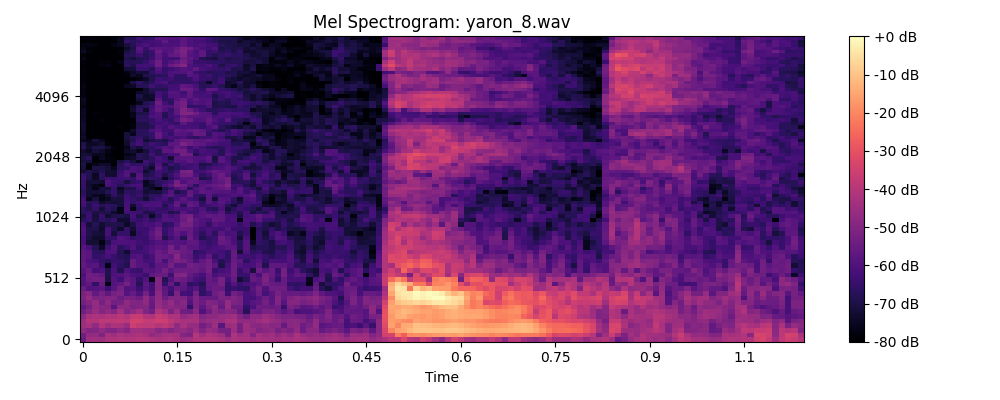 Mel Spectrogram: yaron_8.wav
Hz
4096
2048
1024
512
0
0
0.15
0.3
0.45
0.6
0.75
0.9
1.1
Time
+0 dB
-10 dB
-20 dB
-30 dB
-40 dB
-50 dB
-60 dB
-70 dB
-80 dB